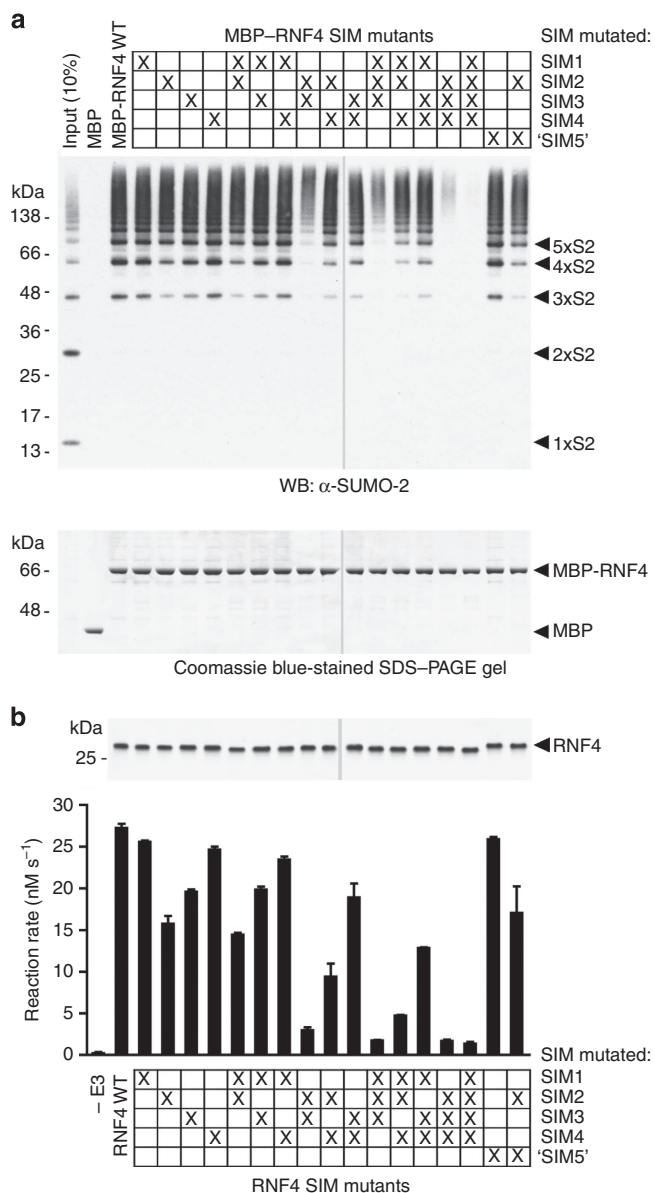 a
MBP–RNF4 SIM mutants
SIM mutated:
Input (10%)
MBP
MBP-RNF4 WT
X X X X X X X X SIM1
X X X X X X X X X SIM2
X X X X X X X X SIM3
X X X X X X X X SIM4
X X 'SIM5'
kDa
138 -
66 -
48 -
36 -
25 -
17 -
13 -
5xS2
4xS2
3xS2
2xS2
1xS2
WB: α-SUMO-2
kDa
66 -
48 -
MBP-RNF4
MBP
Coomassie blue-stained SDS–PAGE gel
b
kDa
25 -
RNF4
Reaction rate (nM s⁻¹)
30
25
20
15
10
5
0
SIM mutated:
– E3
RNF4 WT
X X X X X X X X SIM1
X X X X X X X X X SIM2
X X X X X X X X SIM3
X X X X X X X X SIM4
X X 'SIM5'
RNF4 SIM mutants